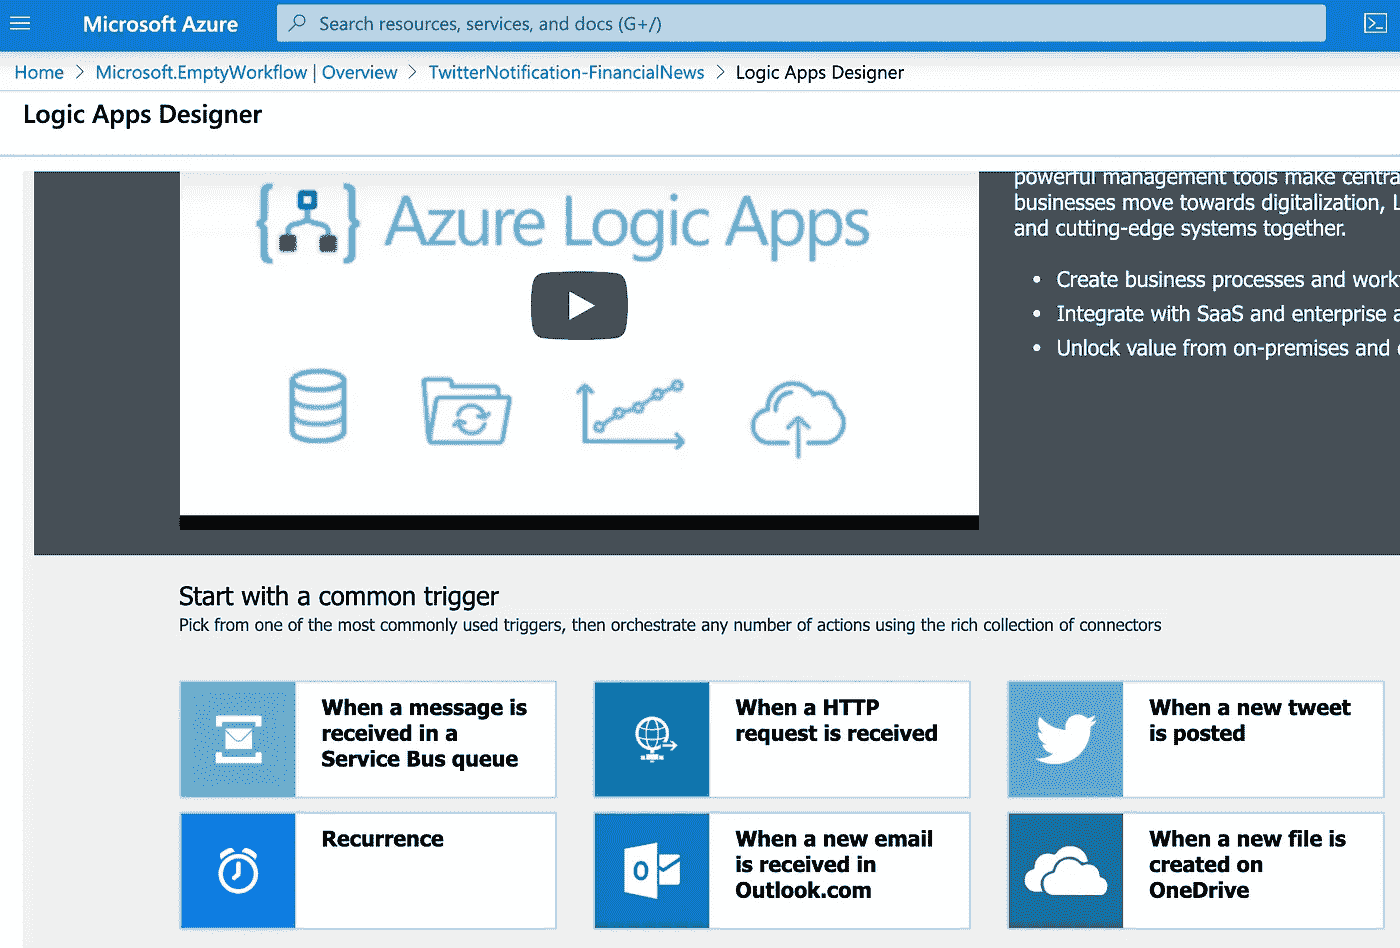 Microsoft Azure
Search resources, services, and docs (G+/)
Home > Microsoft.EmptyWorkflow | Overview > TwitterNotification-FinancialNews > Logic Apps Designer
Logic Apps Designer
Azure Logic Apps
powerful management tools make centra
businesses move towards digitalization, L
and cutting-edge systems together.
• Create business processes and work
• Integrate with SaaS and enterprise a
• Unlock value from on-premises and
Start with a common trigger
Pick from one of the most commonly used triggers, then orchestrate any number of actions using the rich collection of connectors
When a message is
received in a
Service Bus queue
When a HTTP
request is received
When a new tweet
is posted
Recurrence
When a new email
is received in
Outlook.com
When a new file is
created on
OneDrive